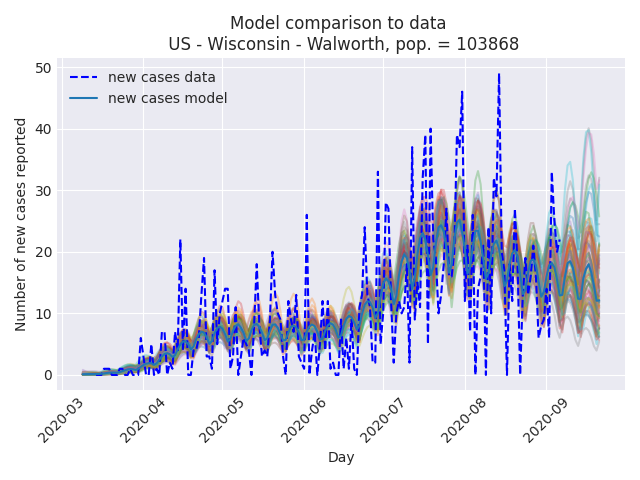 Model comparison to data
US - Wisconsin - Walworth, pop. = 103868
new cases data
new cases model
Number of new cases reported
50
40
30
20
10
0
2020-03
2020-04
2020-05
2020-06
2020-07
2020-08
2020-09
Day